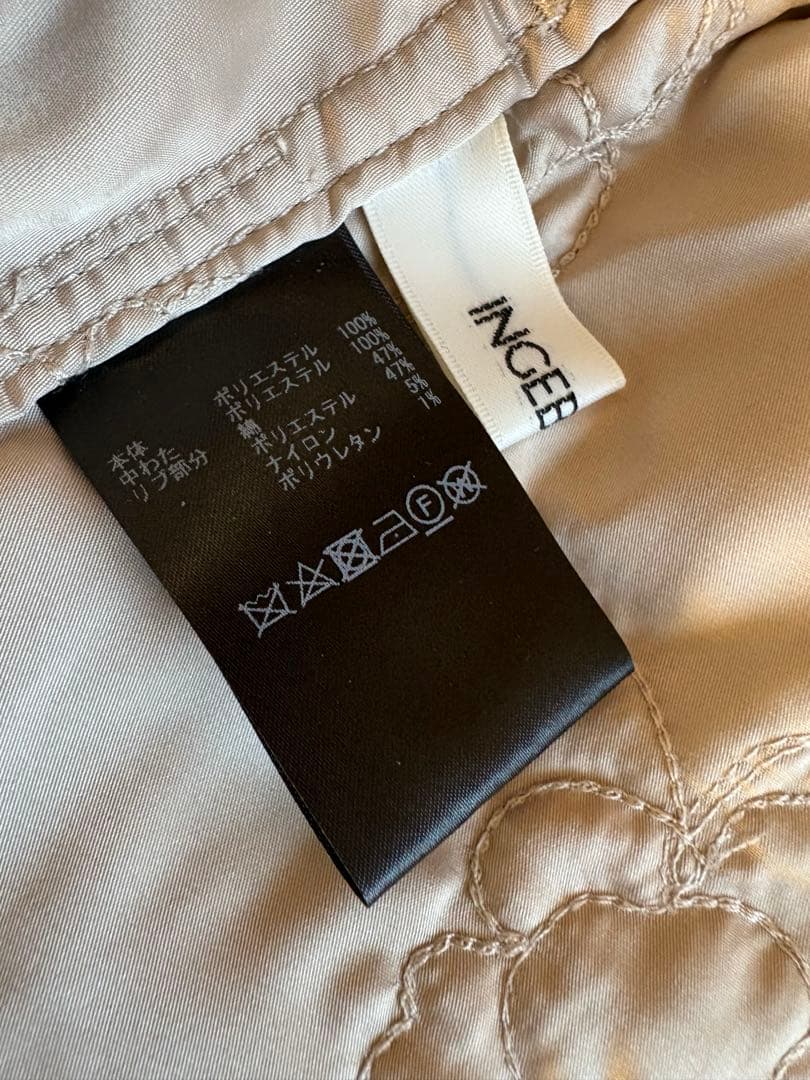 本体 ポリエステル 100%
中わた ポリエステル 100%
リブ部分 綿 47%
ポリエステル 47%
ナイロン 5%
ポリウレタン 1%
F W
INGEB